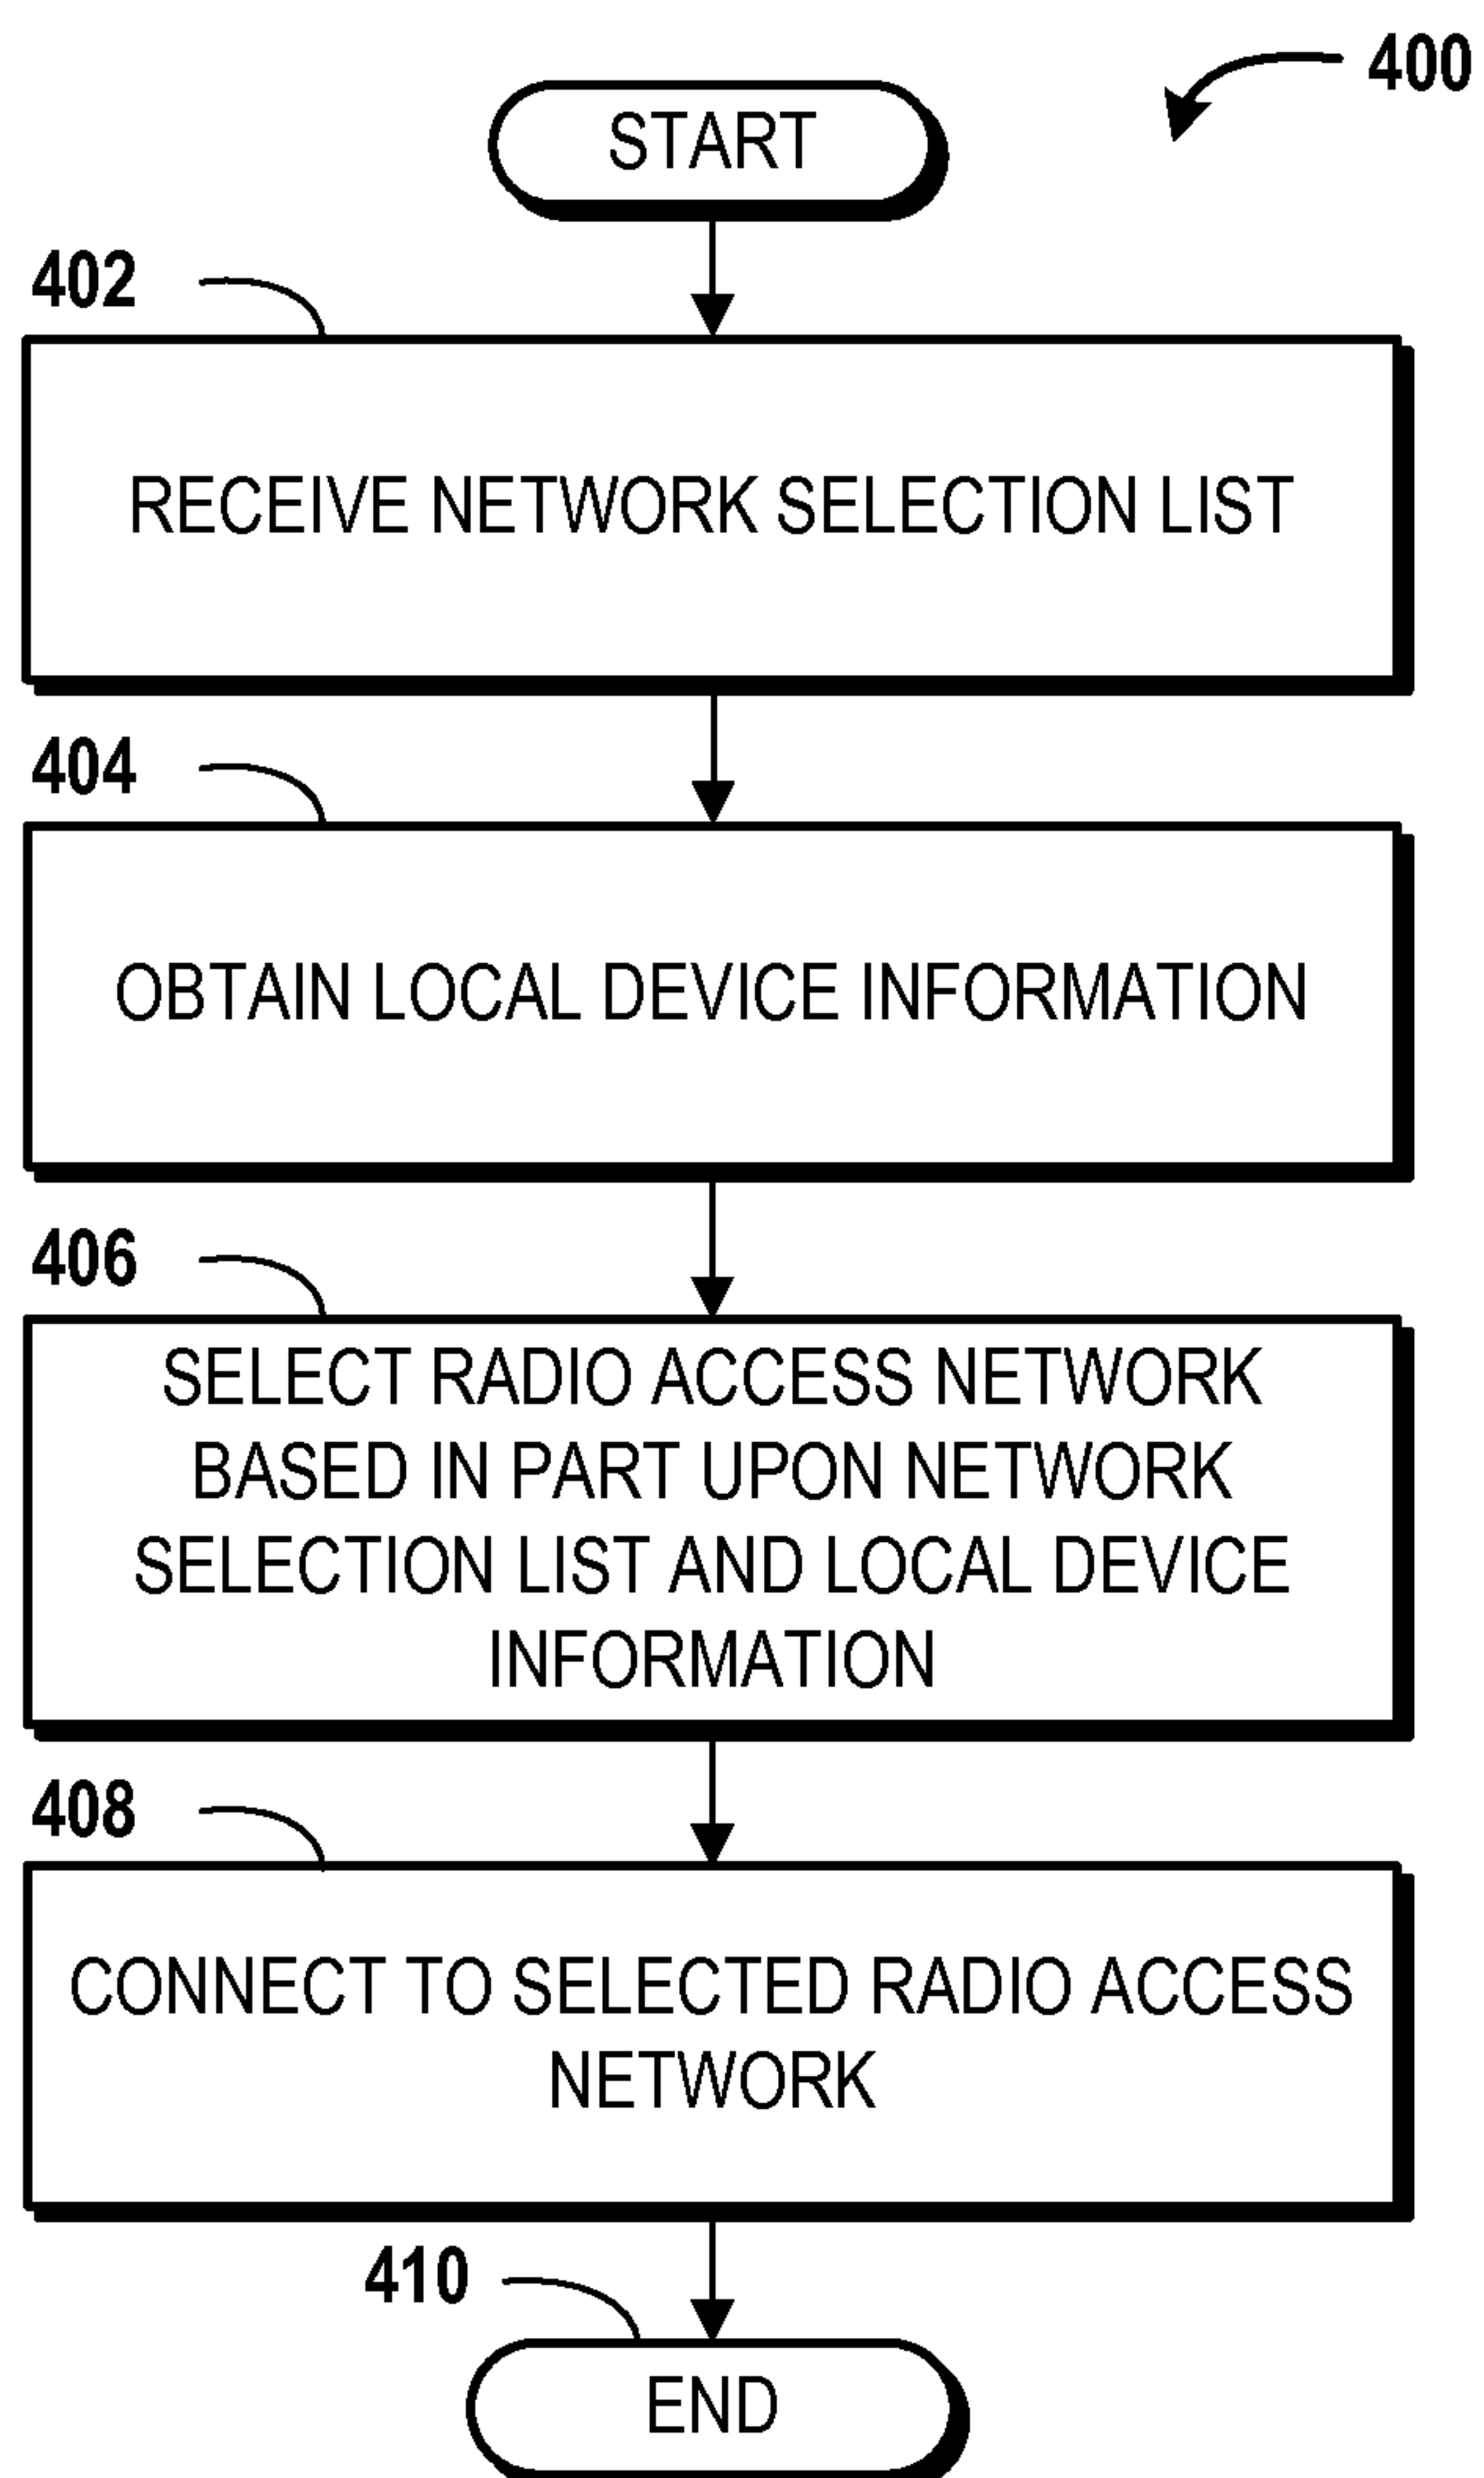 400
START
402
RECEIVE NETWORK SELECTION LIST
404
OBTAIN LOCAL DEVICE INFORMATION
406
SELECT RADIO ACCESS NETWORK
BASED IN PART UPON NETWORK
SELECTION LIST AND LOCAL DEVICE
INFORMATION
408
CONNECT TO SELECTED RADIO ACCESS
NETWORK
410
END